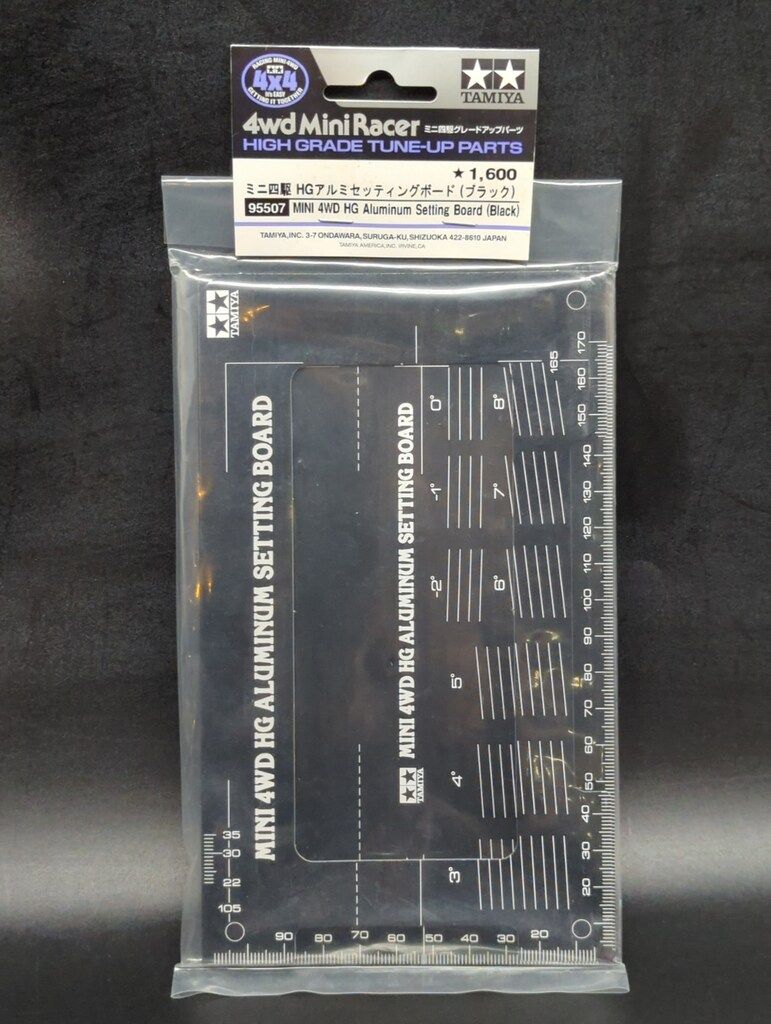 RACING MINI 4WD
4x4
It's EASY
GETTING IT TOGETHER
TAMIYA
4wd Mini Racer ミニ四駆グレードアップパーツ
HIGH GRADE TUNE-UP PARTS
★1,600
ミニ四駆 HGアルミセッティングボード(ブラック)
95507 MINI 4WD HG Aluminum Setting Board (Black)
TAMIYA,INC. 3-7 ONDAWARA, SURUGA-KU, SHIZUOKA 422-8610 JAPAN
TAMIYA AMERICA,INC. IRVINE,CA
TAMIYA
MINI 4WD HG ALUMINUM SETTING BOARD
TAMIYA MINI 4WD HG ALUMINUM SETTING BOARD
0°
-1°
-2°
8°
7°
6°
5°
4°
3°
165
170
160
150
140
130
120
110
100
90
80
70
60
50
40
30
20
35
30
22
105
90 80 70 60 50 40 30 20